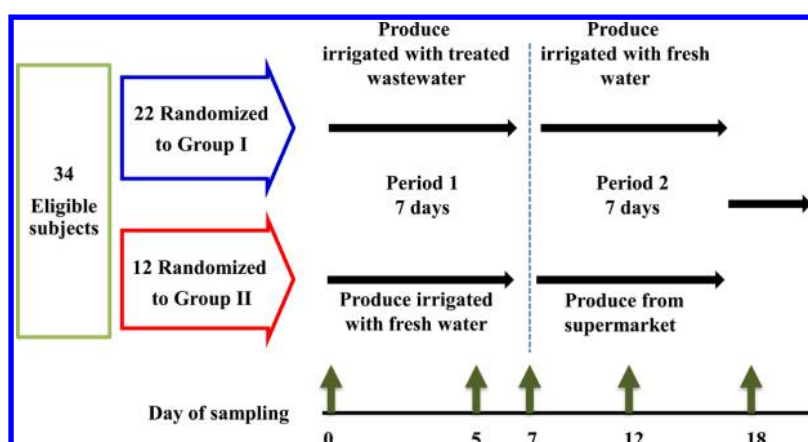 34
Eligible
subjects
22 Randomized
to Group I
12 Randomized
to Group II
Produce
irrigated with treated
wastewater
Produce
irrigated with fresh
water
Period 1
7 days
Period 2
7 days
Produce irrigated
with fresh water
Produce from
supermarket
Day of sampling
0 5 7 12 18